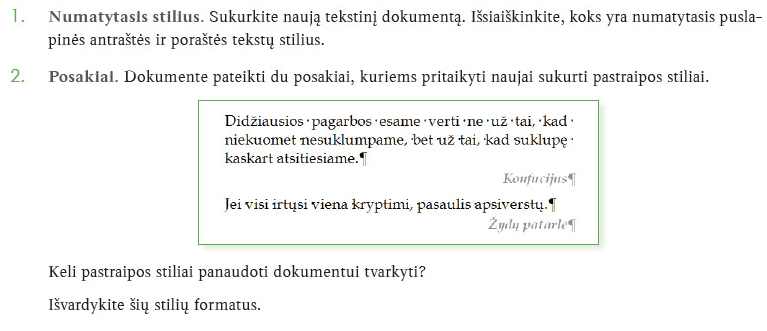 1. Numatytasis stilius. Sukurkite naują tekstinį dokumentą. Išsiaiškinkite, koks yra numatytasis pusla-
pinės antraštės ir poraštės tekstų stilius.
2. Posakiai. Dokumente pateikti du posakiai, kuriems pritaikyti naujai sukurti pastraipos stiliai.
Didžiausios·pagarbos·esame·verti·ne·už·tai,·kad·
niekuomet nesuklumpame,·bet·už·tai,·kad suklupę·
kaskart atsitiesiame.¶
Konfucijus¶
Jei visi irtųsi viena kryptimi, pasaulis apsiverstų.¶
Žydų patarlė¶
Keli pastraipos stiliai panaudoti dokumentui tvarkyti?
Išvardykite šių stilių formatus.